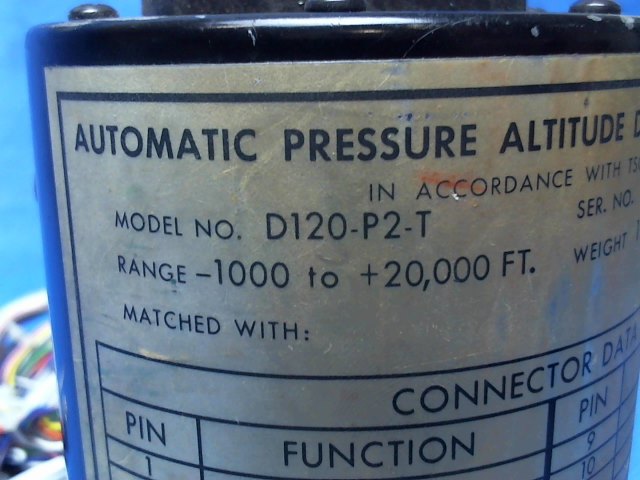 AUTOMATIC PRESSURE ALTITUDE
IN ACCORDANCE WITH
MODEL NO. D120-P2-T
SER. NO.
RANGE -1000 to +20,000 FT.
WEIGHT
MATCHED WITH:
CONNECTOR DATA
PIN FUNCTION PIN
1 9
10